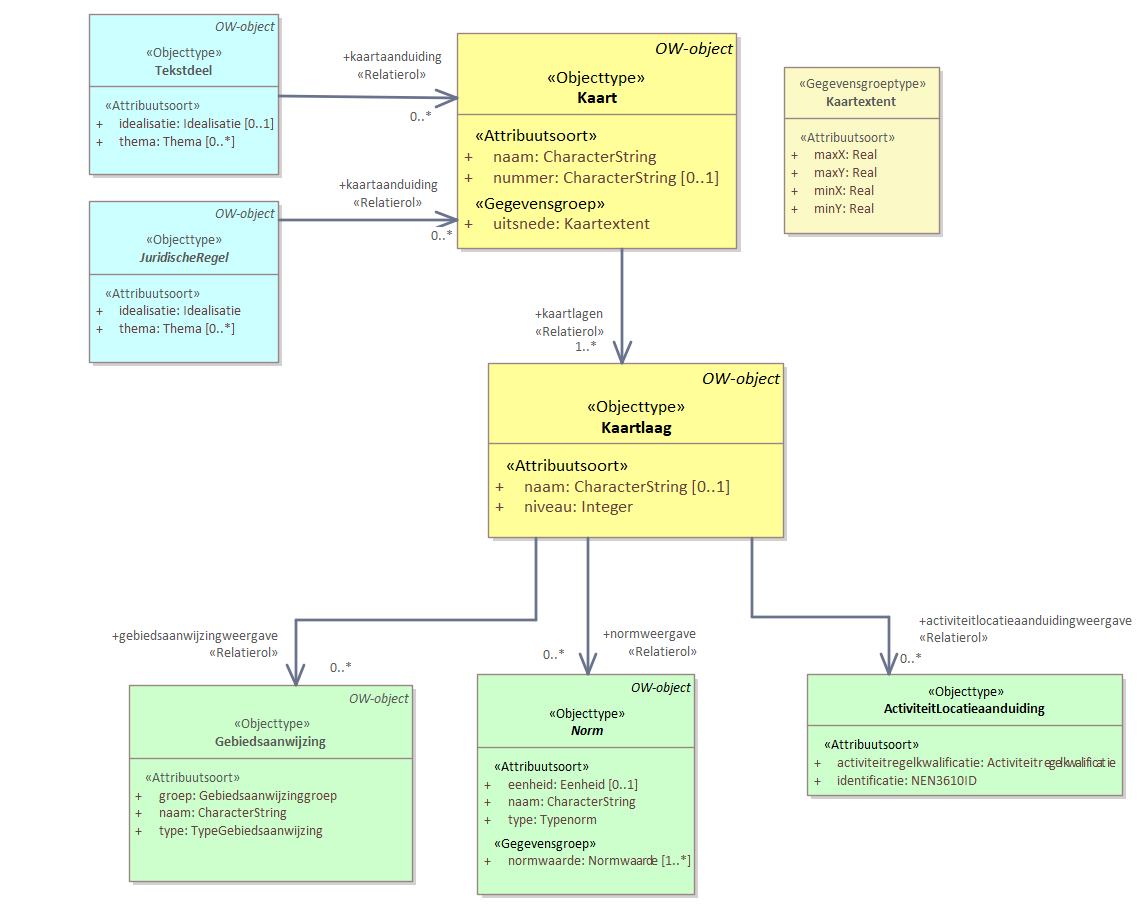 OW-object
«Objecttype»
Tekstdeel
«Attribuutsoort»
+ idealisatie: Idealisatie [0..1]
+ thema: Thema [0..*]
+kaartaanduiding
«Relatierol»
0..*
OW-object
«Objecttype»
Kaart
«Attribuutsoort»
+ naam: CharacterString
+ nummer: CharacterString [0..1]
«Gegevensgroep»
+ uitsnede: Kaartextent
«Gegevensgroeptype»
Kaartextent
«Attribuutsoort»
+ maxX: Real
+ maxY: Real
+ minX: Real
+ minY: Real
+kaartaanduiding
«Relatierol»
0..*
OW-object
«Objecttype»
JuridischeRegel
«Attribuutsoort»
+ idealisatie: Idealisatie
+ thema: Thema [0..*]
+kaartlagen
«Relatierol»
1..*
OW-object
«Objecttype»
Kaartlaag
«Attribuutsoort»
+ naam: CharacterString [0..1]
+ niveau: Integer
+gebiedsaanwijzingweergave
«Relatierol»
0..*
+normweergave
«Relatierol»
0..*
+activiteitlocatieaanduidingweergave
«Relatierol»
0..*
OW-object
«Objecttype»
Gebiedsaanwijzing
«Attribuutsoort»
+ groep: Gebiedsaanwijzinggroep
+ naam: CharacterString
+ type: TypeGebiedsaanwijzing
OW-object
«Objecttype»
Norm
«Attribuutsoort»
+ eenheid: Eenheid [0..1]
+ naam: CharacterString
+ type: Typenorm
«Gegevensgroep»
+ normwaarde: Normwaarde [1..*]
«Objecttype»
ActiviteitLocatieaanduiding
«Attribuutsoort»
+ activiteitregelkwalificatie: Activiteitregelkwalificatie
+ identificatie: NEN3610ID